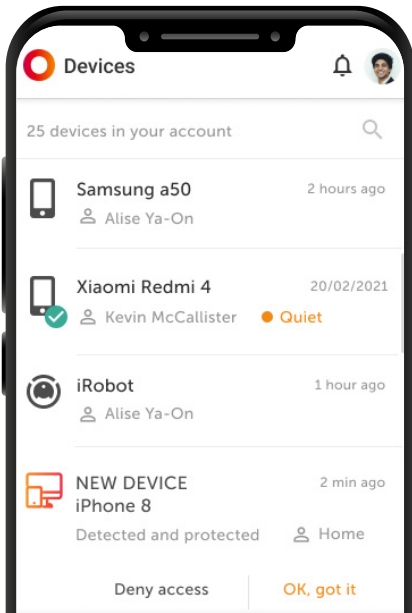 Devices
25 devices in your account
Samsung a50 2 hours ago
Alise Ya-On
Xiaomi Redmi 4 20/02/2021
Kevin McCallister Quiet
iRobot 1 hour ago
Alise Ya-On
NEW DEVICE 2 min ago
iPhone 8
Detected and protected Home
Deny access OK, got it